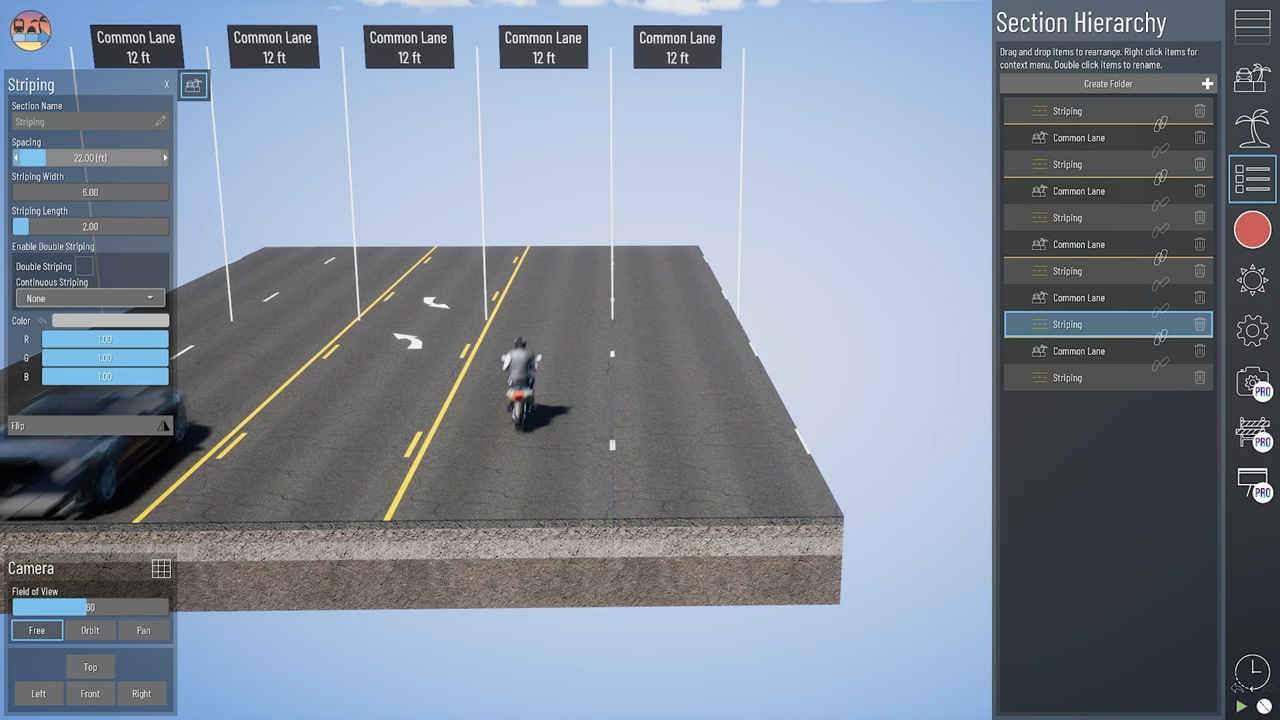 Common Lane
12 ft
Common Lane
12 ft
Common Lane
12 ft
Common Lane
12 ft
Common Lane
12 ft
Striping
X
Section Name
Striping
Spacing
22.00 (ft)
Striping Width
6.00
Striping Length
2.00
Enable Double Striping
Double Striping
Continuous Striping
None
Color
R
1.00
G
1.00
B
1.00
Flip
Camera
Field of View
60
Free
Orbit
Pan
Top
Left
Front
Right
Section Hierarchy
Drag and drop items to rearrange. Right click items for
context menu. Double click items to rename.
Create Folder
Striping
Common Lane
Striping
Common Lane
Striping
Common Lane
Striping
Common Lane
Striping
Common Lane
Striping
PRO
PRO
PRO